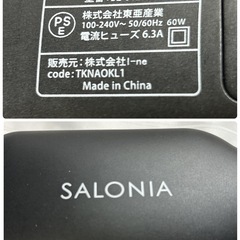 PS
E
株式会社東亜産業
100-240V~ 50/60Hz 60W
電流ヒューズ 6.3A
販売元:株式会社I-ne
code:TKNAOKL1
Made in China
SALONIA